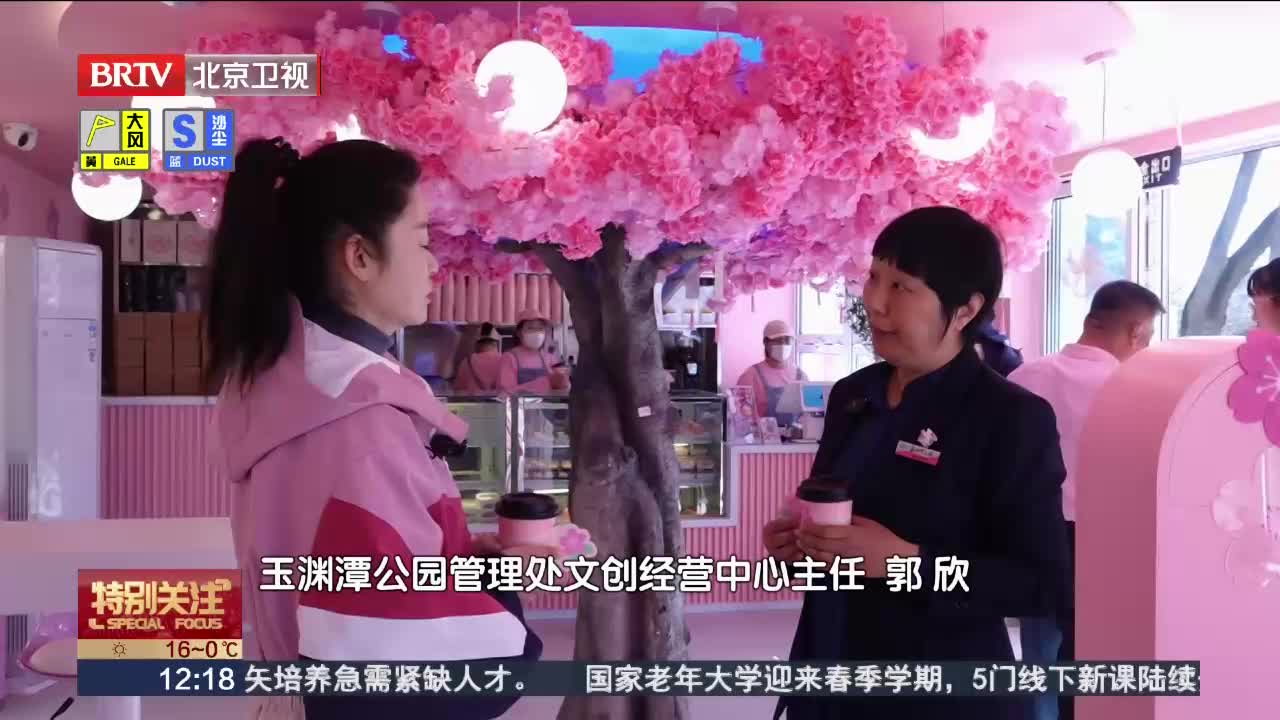 BRTV 北京卫视
大风
黄 GALE
S 沙尘
蓝 DUST
出口
EXIT
玉渊潭公园管理处文创经营中心主任 郭欣
特别关注
SPECIAL FOCUS
16~0℃
12:18 矢培养急需紧缺人才。 国家老年大学迎来春季学期，5门线下新课陆续